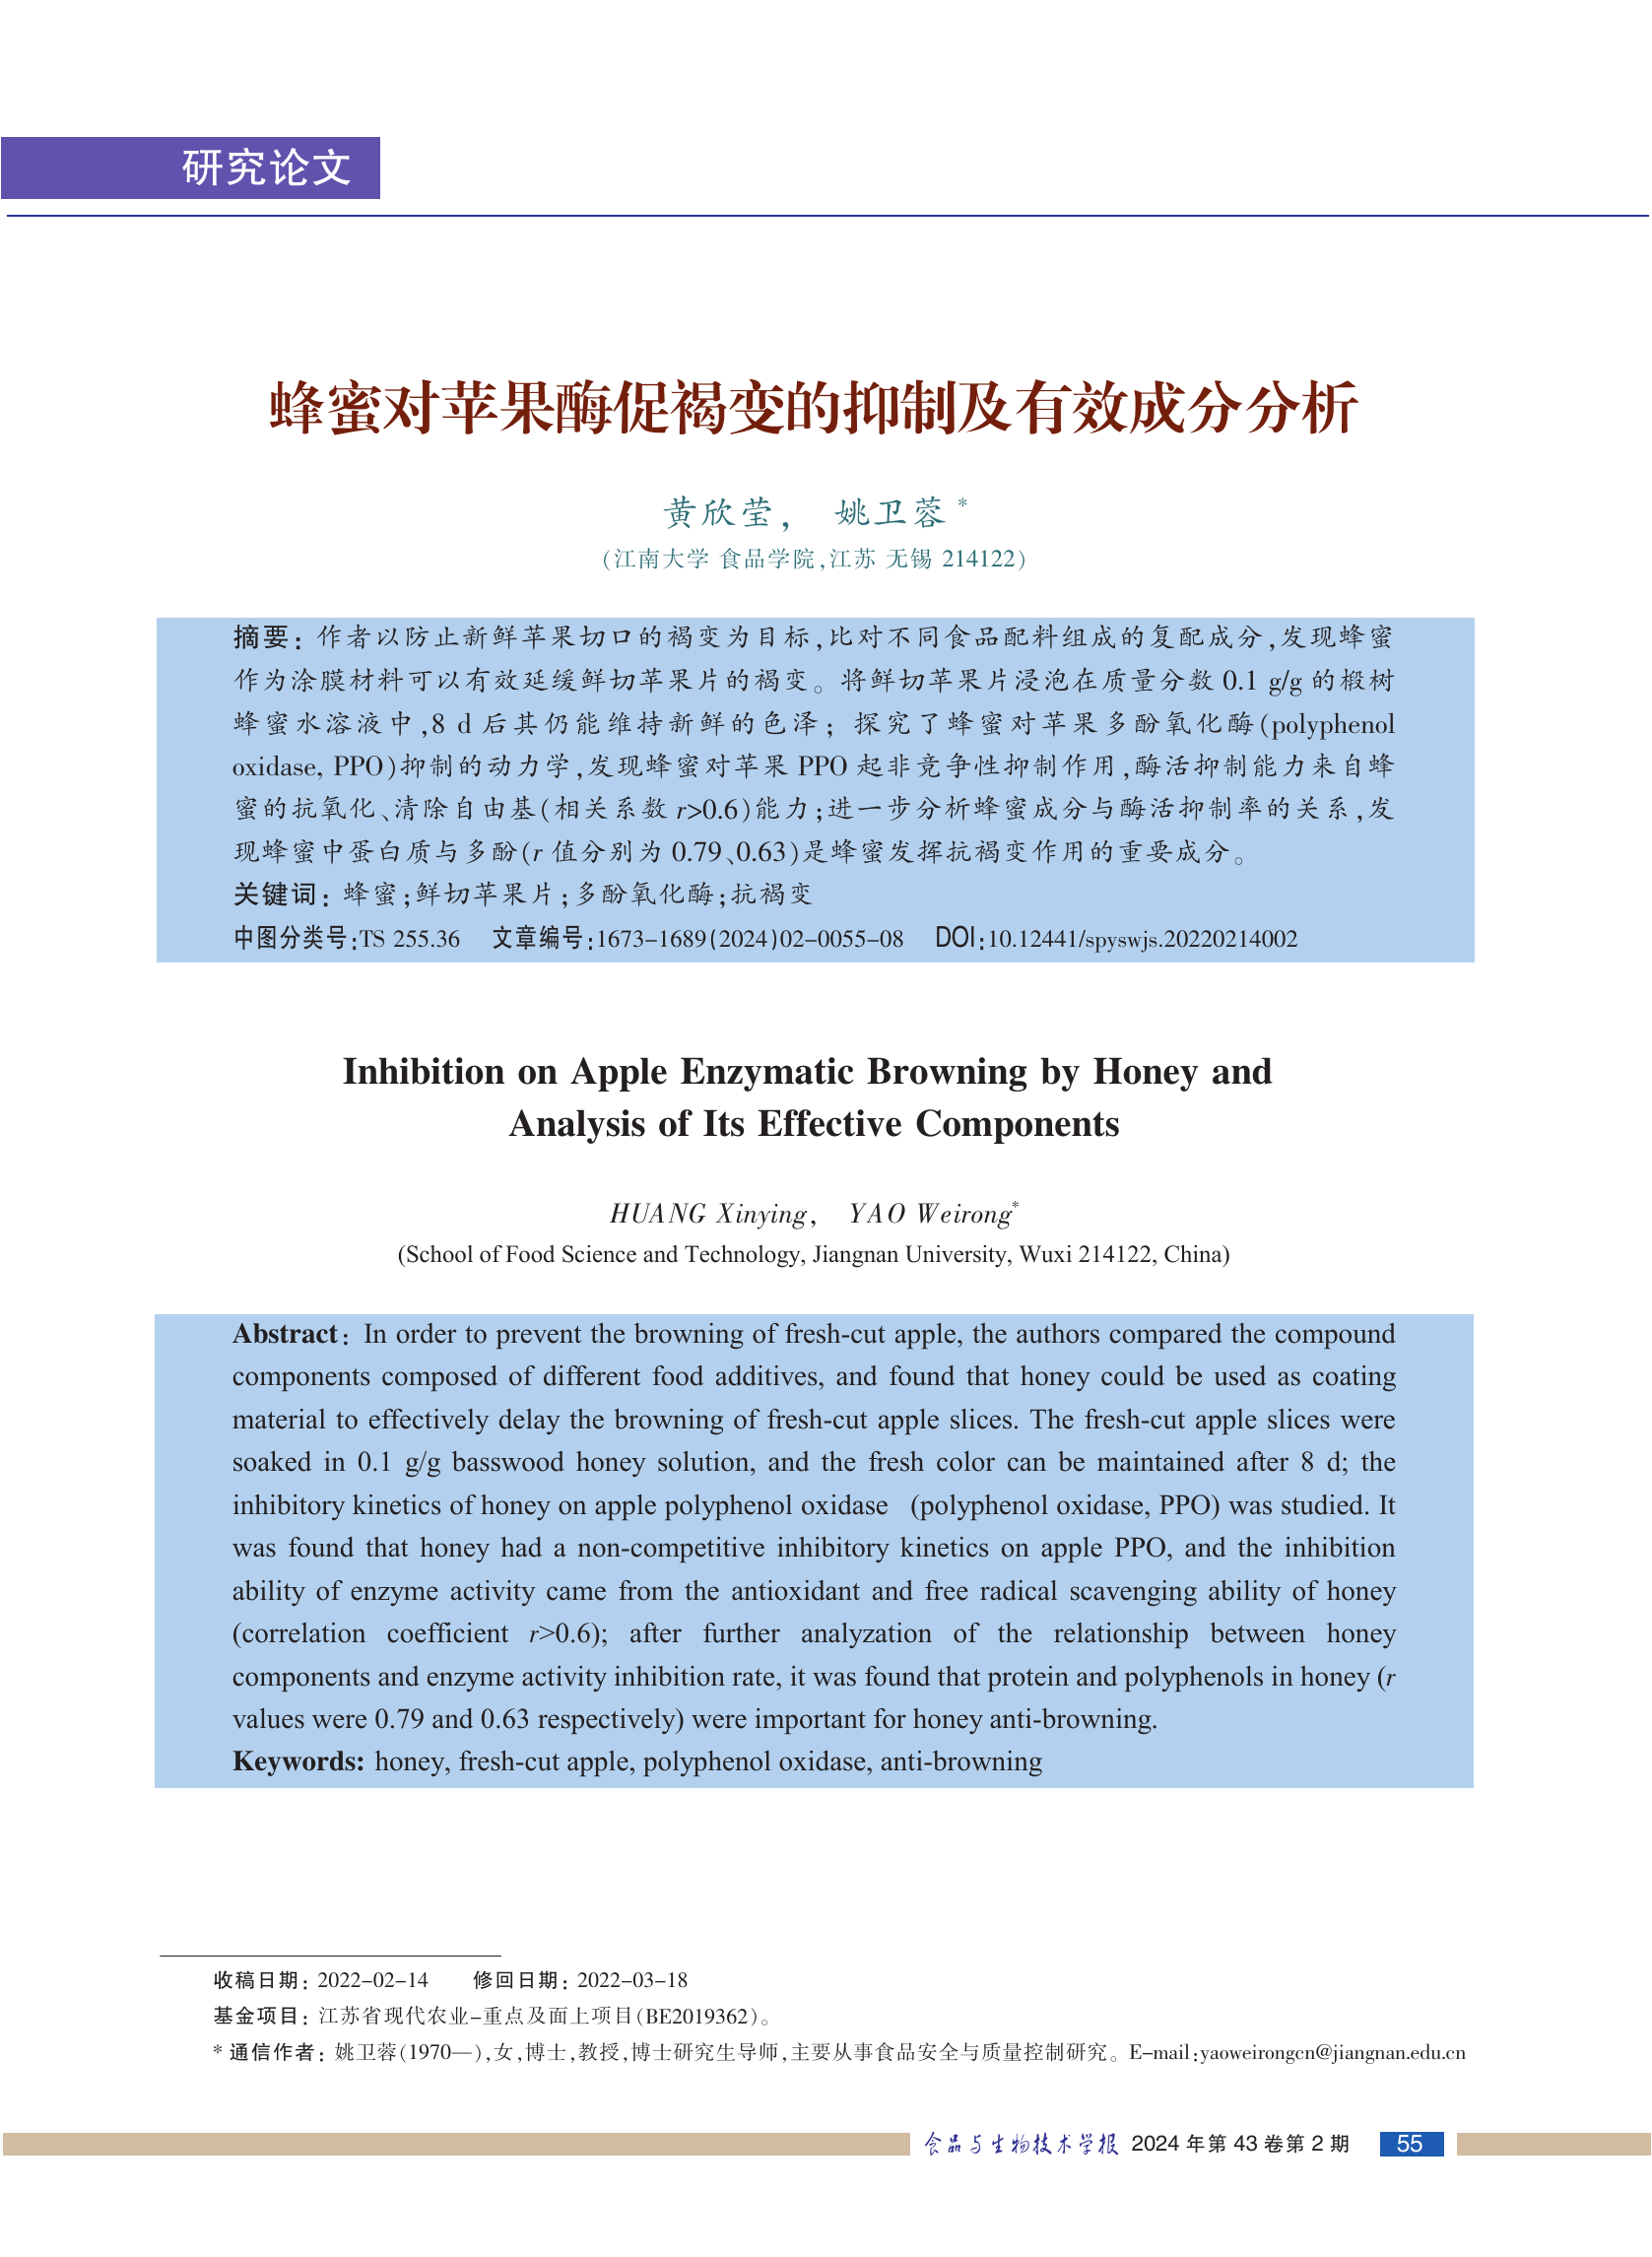 研究论文
蜂蜜对苹果酶促褐变的抑制及有效成分分析
黄欣莹， 姚卫蓉*
(江南大学 食品学院,江苏 无锡 214122)
摘要：作者以防止新鲜苹果切口的褐变为目标,比对不同食品配料组成的复配成分,发现蜂蜜
作为涂膜材料可以有效延缓鲜切苹果片的褐变。将鲜切苹果片浸泡在质量分数 0.1 g/g 的椴树
蜂蜜水溶液中,8 d 后其仍能维持新鲜的色泽；探究了蜂蜜对苹果多酚氧化酶(polyphenol
oxidase, PPO)抑制的动力学,发现蜂蜜对苹果 PPO 起非竞争性抑制作用,酶活抑制能力来自蜂
蜜的抗氧化、清除自由基(相关系数 r>0.6)能力;进一步分析蜂蜜成分与酶活抑制率的关系,发
现蜂蜜中蛋白质与多酚(r 值分别为 0.79、0.63)是蜂蜜发挥抗褐变作用的重要成分。
关键词：蜂蜜;鲜切苹果片;多酚氧化酶;抗褐变
中图分类号:TS 255.36 文章编号:1673-1689(2024)02-0055-08 DOI:10.12441/spyswjs.20220214002
Inhibition on Apple Enzymatic Browning by Honey and
Analysis of Its Effective Components
HUANG Xinying, YAO Weirong*
(School of Food Science and Technology, Jiangnan University, Wuxi 214122, China)
Abstract: In order to prevent the browning of fresh-cut apple, the authors compared the compound
components composed of different food additives, and found that honey could be used as coating
material to effectively delay the browning of fresh-cut apple slices. The fresh-cut apple slices were
soaked in 0.1 g/g basswood honey solution, and the fresh color can be maintained after 8 d; the
inhibitory kinetics of honey on apple polyphenol oxidase (polyphenol oxidase, PPO) was studied. It
was found that honey had a non-competitive inhibitory kinetics on apple PPO, and the inhibition
ability of enzyme activity came from the antioxidant and free radical scavenging ability of honey
(correlation coefficient r>0.6); after further analyzation of the relationship between honey
components and enzyme activity inhibition rate, it was found that protein and polyphenols in honey (r
values were 0.79 and 0.63 respectively) were important for honey anti-browning.
Keywords: honey, fresh-cut apple, polyphenol oxidase, anti-browning
收稿日期：2022-02-14 修回日期：2022-03-18
基金项目：江苏省现代农业-重点及面上项目(BE2019362)。
*通信作者：姚卫蓉(1970—),女,博士,教授,博士研究生导师,主要从事食品安全与质量控制研究。E-mail:yaoweirongcn@jiangnan.edu.cn
食品与生物技术学报 2024 年第 43 卷第 2 期 55